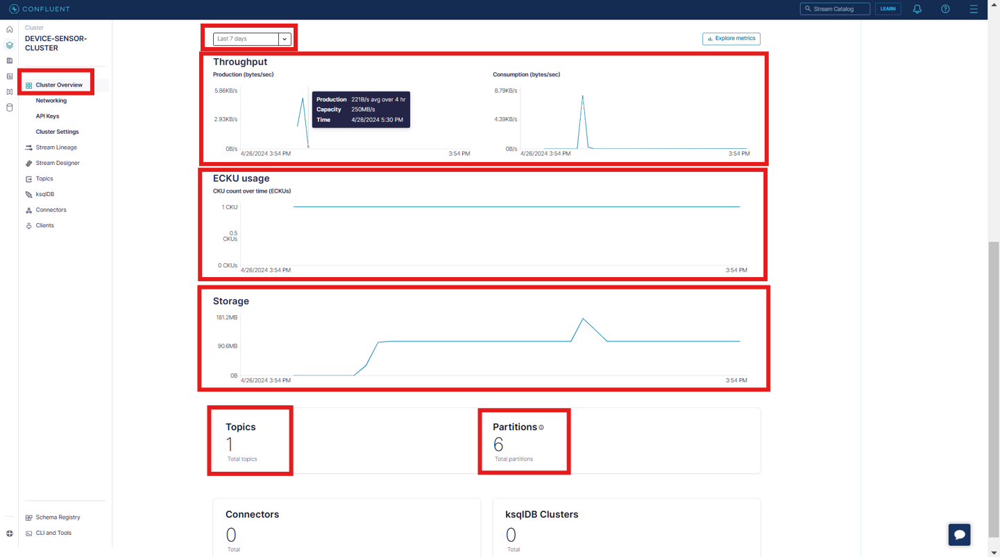 CONFLUENT
Stream Catalog
LEARN
Cluster
DEVICE-SENSOR-
CLUSTER
Cluster Overview
Networking
API Keys
Cluster Settings
Stream Lineage
Stream Designer
Topics
ksqlDB
Connectors
Clients
Schema Registry
CLI and Tools
Last 7 days
Explore metrics
Throughput
Production (bytes/sec)
5.86KB/s
2.93KB/s
0B/s
4/26/2024 3:54 PM
3:54 PM
Production 221B/s avg over 4 hr
Capacity 250MB/s
Time 4/28/2024 5:30 PM
Consumption (bytes/sec)
8.79KB/s
4.39KB/s
0B/s
4/26/2024 3:54 PM
3:54 PM
ECKU usage
CKU count over time (ECKUs)
1 CKU
0.5
CKUs
0 CKUs
4/26/2024 3:54 PM
3:54 PM
Storage
181.2MB
90.6MB
0B
4/26/2024 3:54 PM
3:54 PM
Topics
1
Total topics
Partitions
6
Total partitions
Connectors
0
Total
ksqlDB Clusters
0
Total